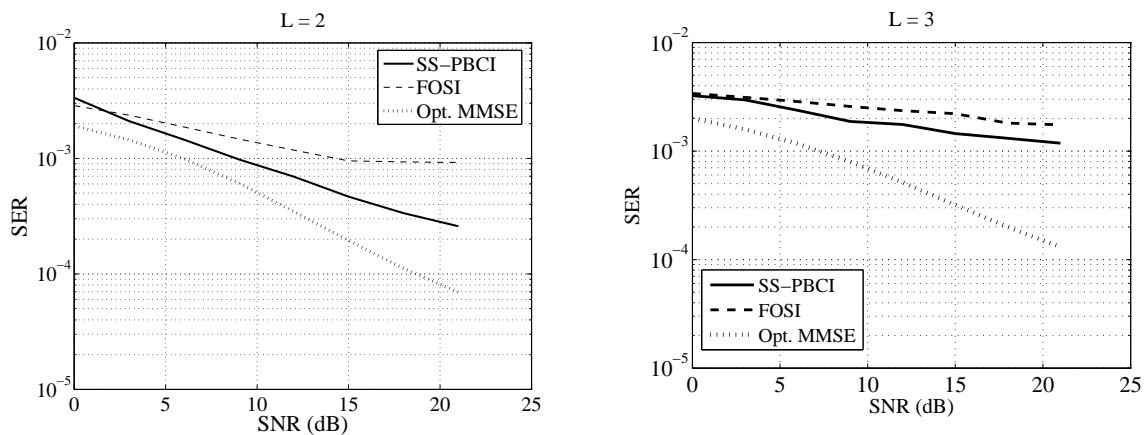 L = 2
10^-2
10^-3
10^-4
10^-5
SER
SS−PBCI
FOSI
Opt. MMSE
0 5 10 15 20 25
SNR (dB)
L = 3
10^-2
10^-3
10^-4
10^-5
SER
SS−PBCI
FOSI
Opt. MMSE
0 5 10 15 20 25
SNR (dB)